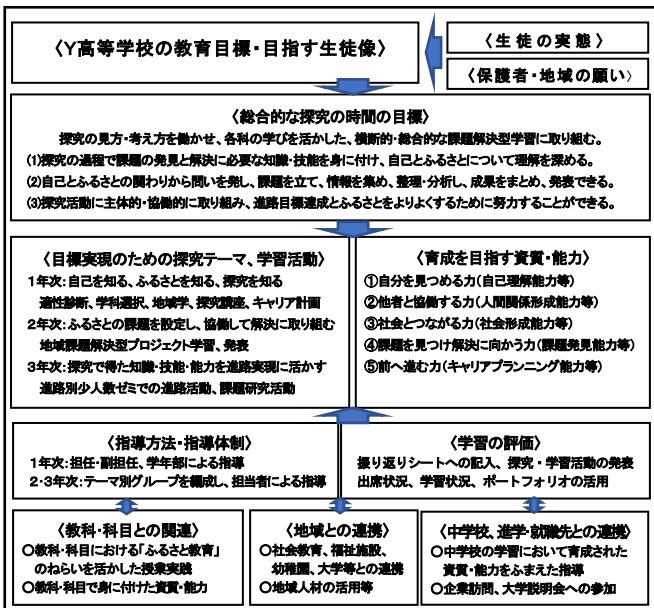 〈Y高等学校の教育目標・目指す生徒像〉
〈生徒の実態〉
〈保護者・地域の願い〉
〈総合的な探究の時間の目標〉
探究の見方・考え方を働かせ、各科の学びを活かした、横断的・総合的な課題解決型学習に取り組む。
(1)探究の過程で課題の発見と解決に必要な知識・技能を身に付け、自己とふるさとについて理解を深める。
(2)自己とふるさととの関わりから問いを発し、課題を立て、情報を集め、整理・分析し、成果をまとめ、発表できる。
(3)探究活動に主体的・協働的に取り組み、進路目標達成とふるさとをよりよくするために努力することができる。
〈目標実現のための探究テーマ、学習活動〉
1年次:自己を知る、ふるさとを知る、探究を知る
適性診断、学科選択、地域学、探究講座、キャリア計画
2年次:ふるさとの課題を設定し、協働して解決に取り組む
地域課題解決型プロジェクト学習、発表
3年次:探究で得た知識・技能・能力を進路実現に活かす
進路別少人数ゼミでの進路活動、課題研究活動
〈育成を目指す資質・能力〉
①自分を見つめる力(自己理解能力等)
②他者と協働する力(人間関係形成能力等)
③社会とつながる力(社会形成能力等)
④課題を見つけ解決に向かう力(課題発見能力等)
⑤前へ進む力(キャリアプランニング能力等)
〈指導方法・指導体制〉
1年次:担任・副担任、学年部による指導
2・3年次:テーマ別グループを編成し、担当者による指導
〈学習の評価〉
振り返りシートへの記入、探究・学習活動の発表
出席状況、学習状況、ポートフォリオの活用
〈教科・科目との関連〉
○教科・科目における「ふるさと教育」
のねらいを活かした授業実践
○教科・科目で身に付けた資質・能力
〈地域との連携〉
○社会教育、福祉施設、
幼稚園、大学等との連携
○地域人材の活用等
〈中学校、進学・就職先との連携〉
○中学校の学習において育成された
資質・能力をふまえた指導
○企業訪問、大学説明会への参加